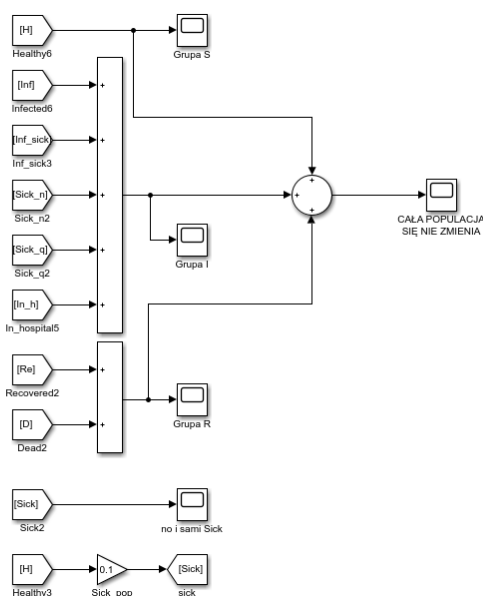 [H]
Healthy6
Grupa S
[Inf]
Infected6
+
[Inf_sick]
Inf_sick3
+
[Sick_n]
Sick_n2
+
[Sick_q]
Sick_q2
+
[In_h]
In_hospital5
+
Grupa I
+
+
+
CAŁA POPULACJA
SIĘ NIE ZMIENIA
[Re]
Recovered2
+
[D]
Dead2
+
Grupa R
[Sick]
Sick2
no i sami Sick
[H]
Healthy3
0.1
Sick_pop
[Sick]
sick